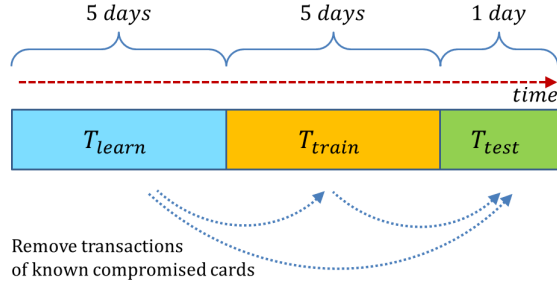 5 days 5 days 1 day
time
T_learn T_train T_test
Remove transactions
of known compromised cards